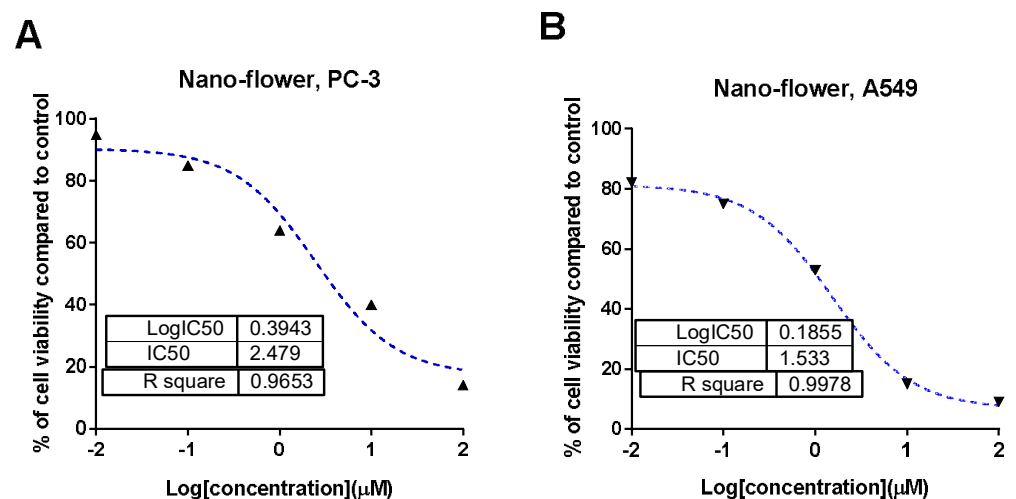 A
Nano-flower, PC-3
% of cell viability compared to control
100
80
60
40
20
0
LogIC50 0.3943
IC50 2.479
R square 0.9653
-2 -1 0 1 2
Log[concentration](μM)
B
Nano-flower, A549
% of cell viability compared to control
100
80
60
40
20
0
LogIC50 0.1855
IC50 1.533
R square 0.9978
-2 -1 0 1 2
Log[concentration](μM)